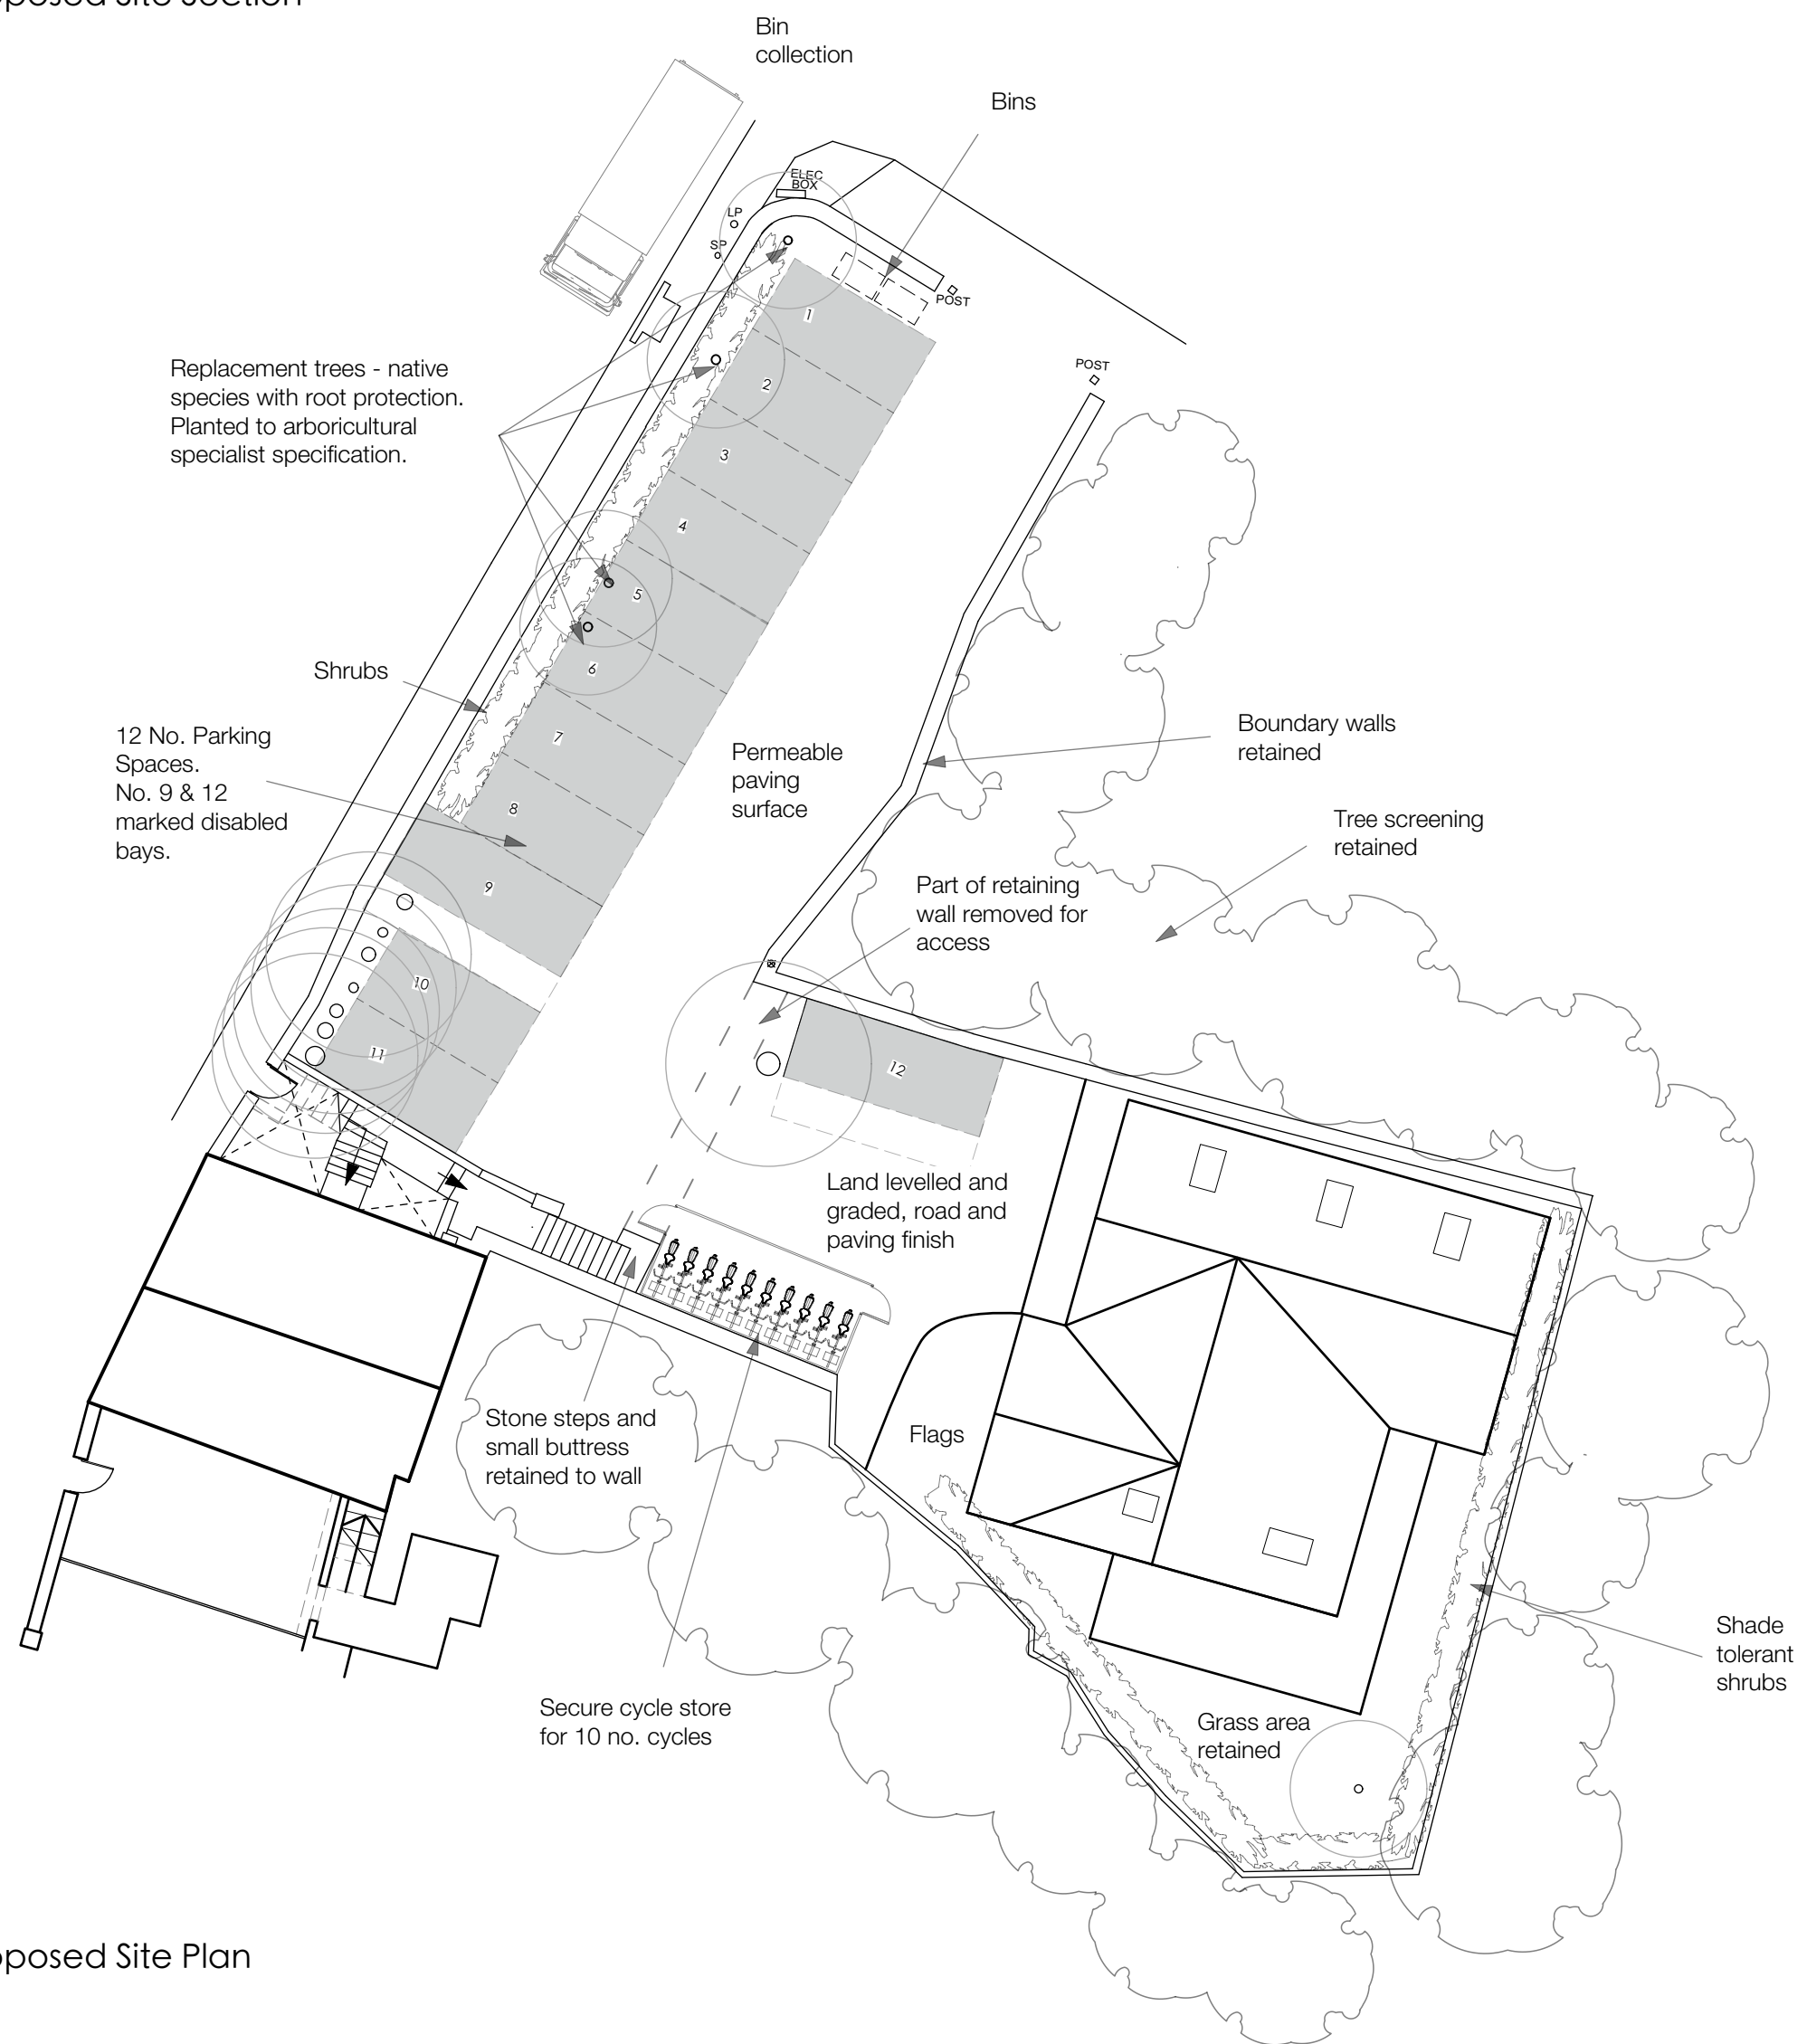 posed Site Section
Bin
collection
Bins
ELEC
BOX
LP
SP
POST
POST
1
2
3
4
5
6
7
8
9
10
11
12
Replacement trees - native
species with root protection.
Planted to arboricultural
specialist specification.
Shrubs
12 No. Parking
Spaces.
No. 9 & 12
marked disabled
bays.
Permeable
paving
surface
Boundary walls
retained
Tree screening
retained
Part of retaining
wall removed for
access
Land levelled and
graded, road and
paving finish
Stone steps and
small buttress
retained to wall
Flags
Secure cycle store
for 10 no. cycles
Grass area
retained
Shade
tolerant
shrubs
posed Site Plan